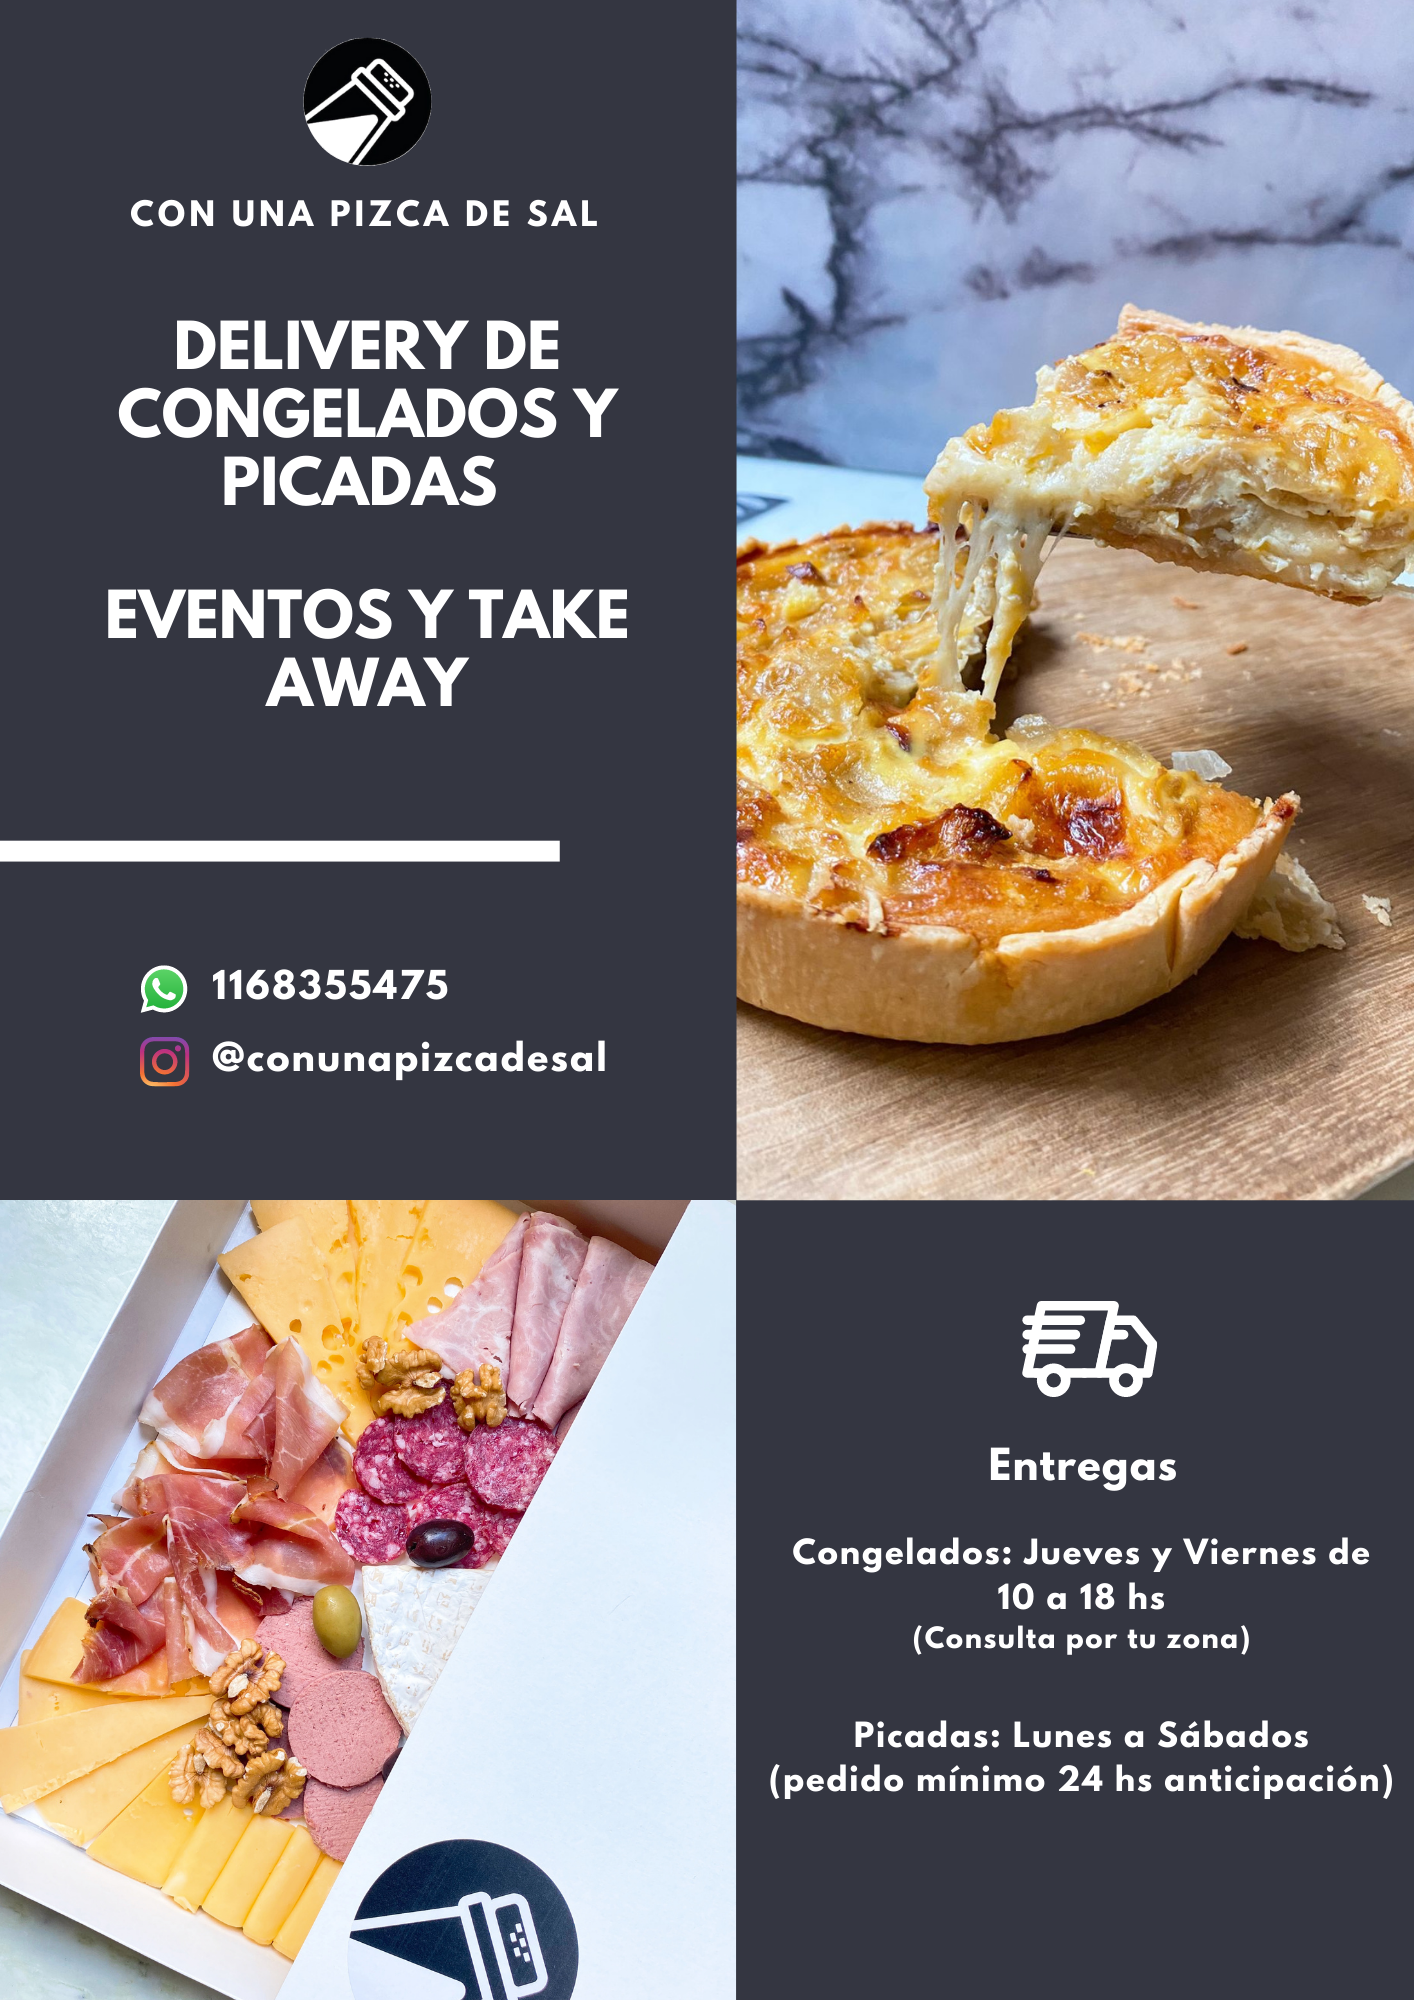 CON UNA PIZCA DE SAL
DELIVERY DE
CONGELADOS Y
PICADAS
EVENTOS Y TAKE
AWAY
1168355475
@conunapizcadesal
Entregas
Congelados: Jueves y Viernes de
10 a 18 hs
(Consulta por tu zona)
Picadas: Lunes a Sábados
(pedido mínimo 24 hs anticipación)